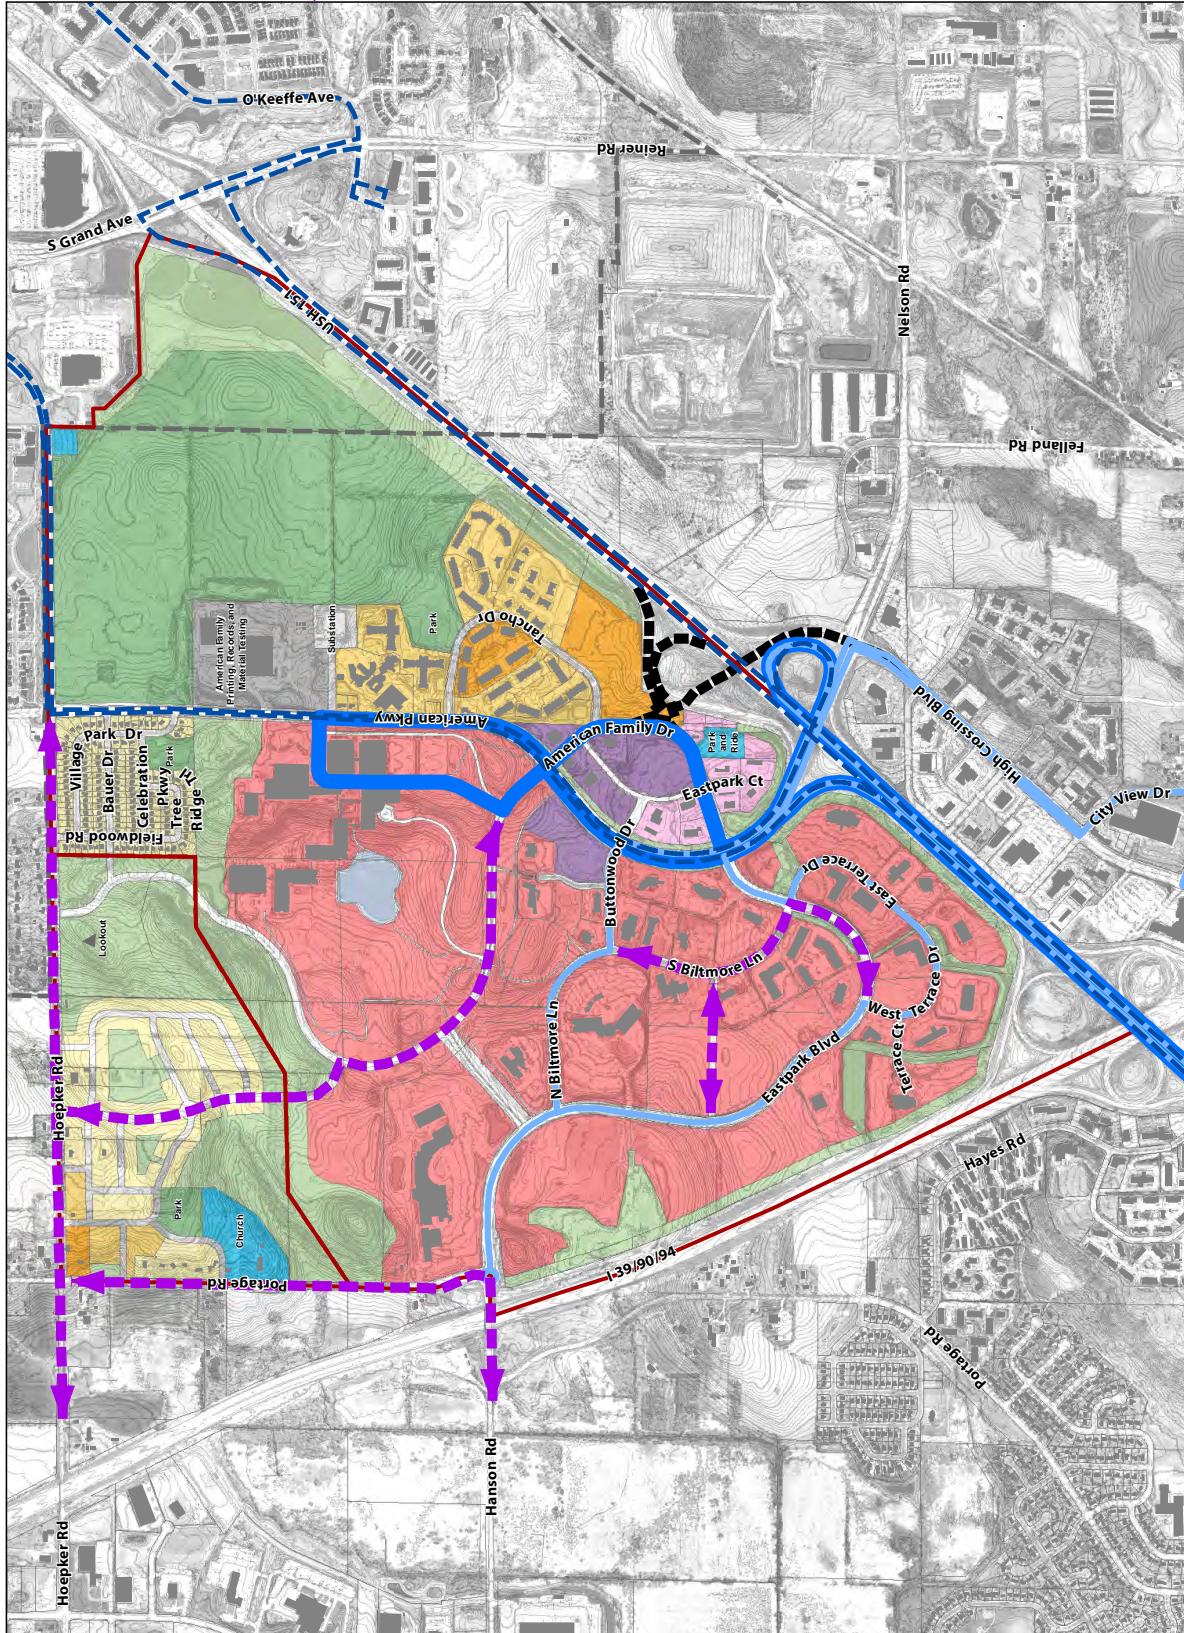 O'Keeffe Ave
Reiner Rd
S Grand Ave
USH 151
Nelson Rd
Felland Rd
American Family
Printing, Records, and
Material Testing
Substation
Park
Tancho Dr
American Pkwy
American Family Dr
Park
and
Ride
Eastpark Ct
High Crossing Blvd
City View Dr
Village
Park Dr
Bauer Dr
Celebration
Pkwy
Park
Tree
Ridge Trl
Fieldwood Rd
Lookout
Buttonwood Dr
East Terrace Dr
S Biltmore Ln
West Terrace Dr
Terrace Ct
N Biltmore Ln
Eastpark Blvd
Hoepker Rd
Park
Church
Portage Rd
I 39/90/94
Hayes Rd
Portage Rd
Hanson Rd
Hoepker Rd